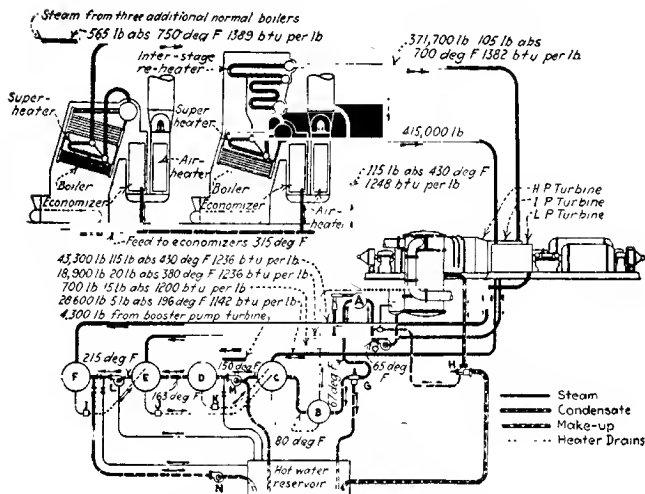 Steam from three additional normal boilers
565 lb abs 750 deg F 1389 btu per lb
Inter-stage
re-heater
371,700 lb 105 lb abs
700 deg F 1382 btu per lb
Super-
heater
Super
heater
415,000 lb
Air-
heater
Boiler
Economizer
Boiler
Economizer
Air-
heater
115 lb abs 430 deg F
1248 btu per lb
H P Turbine
I P Turbine
L P Turbine
Feed to economizers 315 deg F
43,300 lb 115 lb abs 430 deg F 1236 btu per lb
18,900 lb 20 lb abs 380 deg F 1236 btu per lb
700 lb 15 lb abs 1200 btu per lb
28600 lb 5 lb abs 196 deg F 1142 btu per lb
4,300 lb from booster pump turbine
A
215 deg F
150 deg F
65
deg F
H
F
L
E
D
M
C
G
67 deg F
163 deg F
K
B
80 deg F
N
Hot water
reservoir
Steam
Condensate
Make-up
Heater Drains